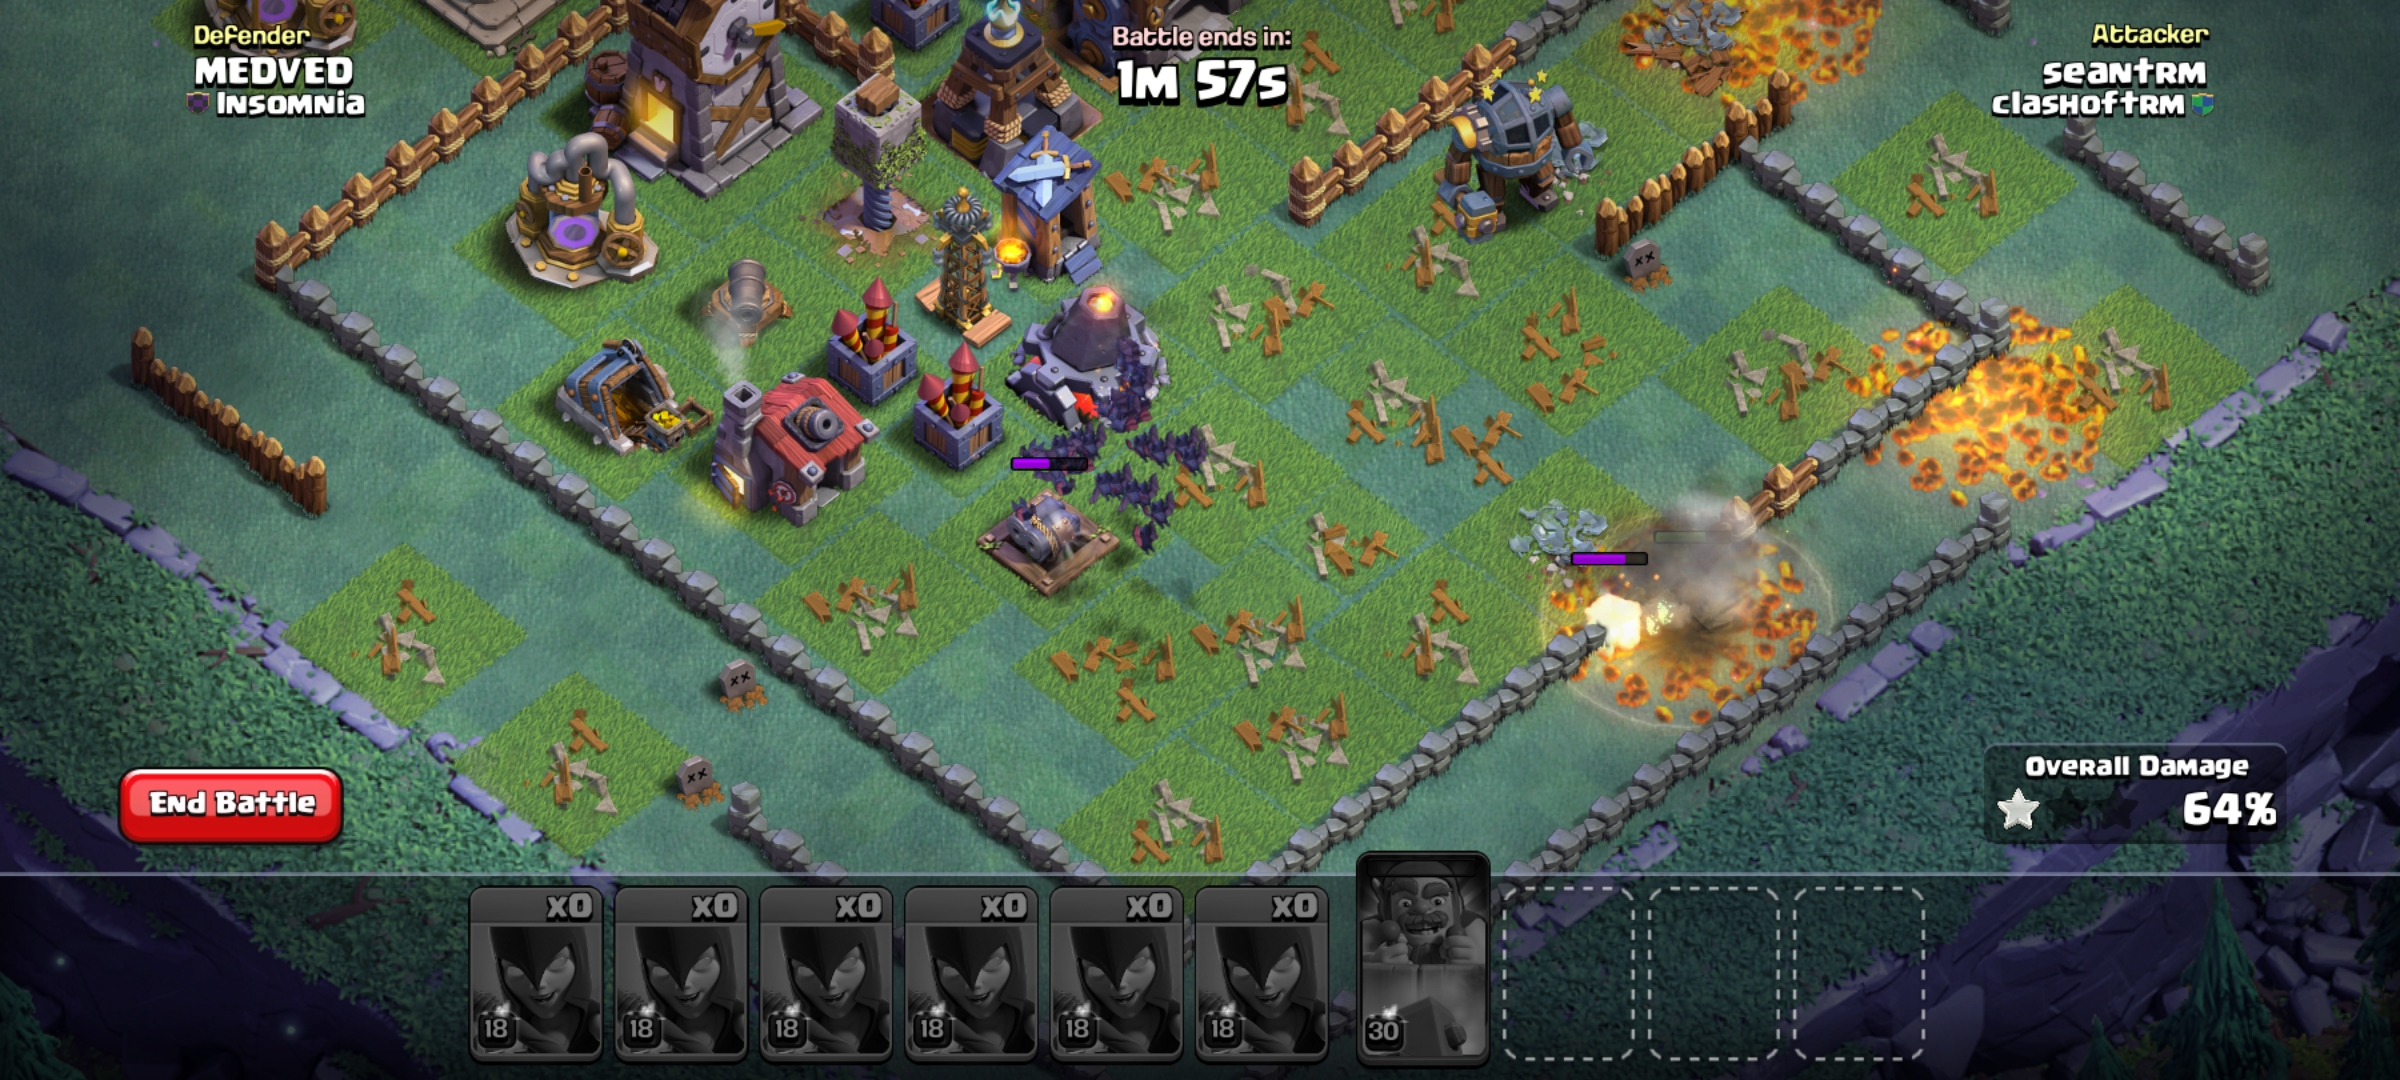 Defender
MEDVED
Insomnia
Battle ends in:
1M 57s
Attacker
seantRM
clashoftRM
End Battle
Overall Damage
64%
x0
x0
x0
x0
x0
x0
18
18
18
18
18
18
30